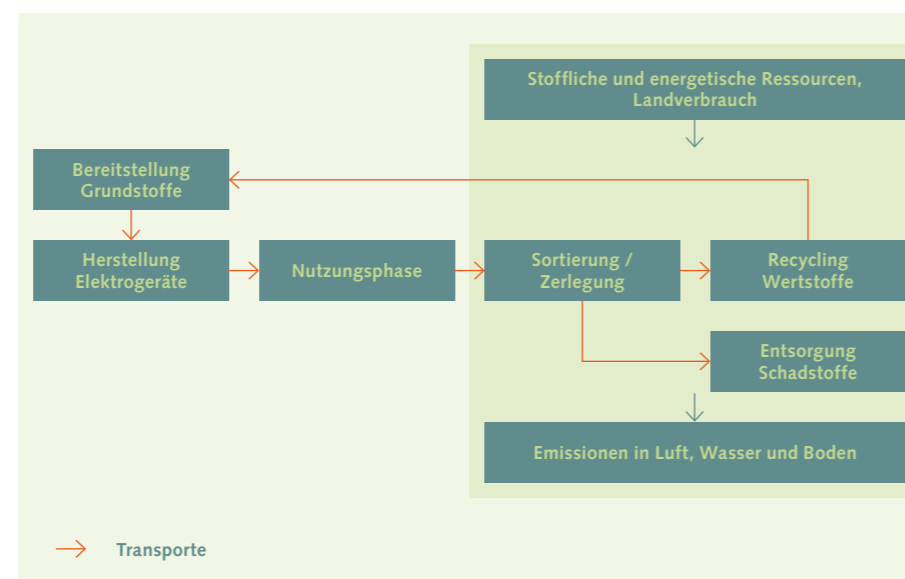 Stoffliche und energetische Ressourcen,
Landverbrauch
Bereitstellung
Grundstoffe
Herstellung
Elektrogeräte
Nutzungsphase
Sortierung /
Zerlegung
Recycling
Wertstoffe
Entsorgung
Schadstoffe
Emissionen in Luft, Wasser und Boden
Transporte